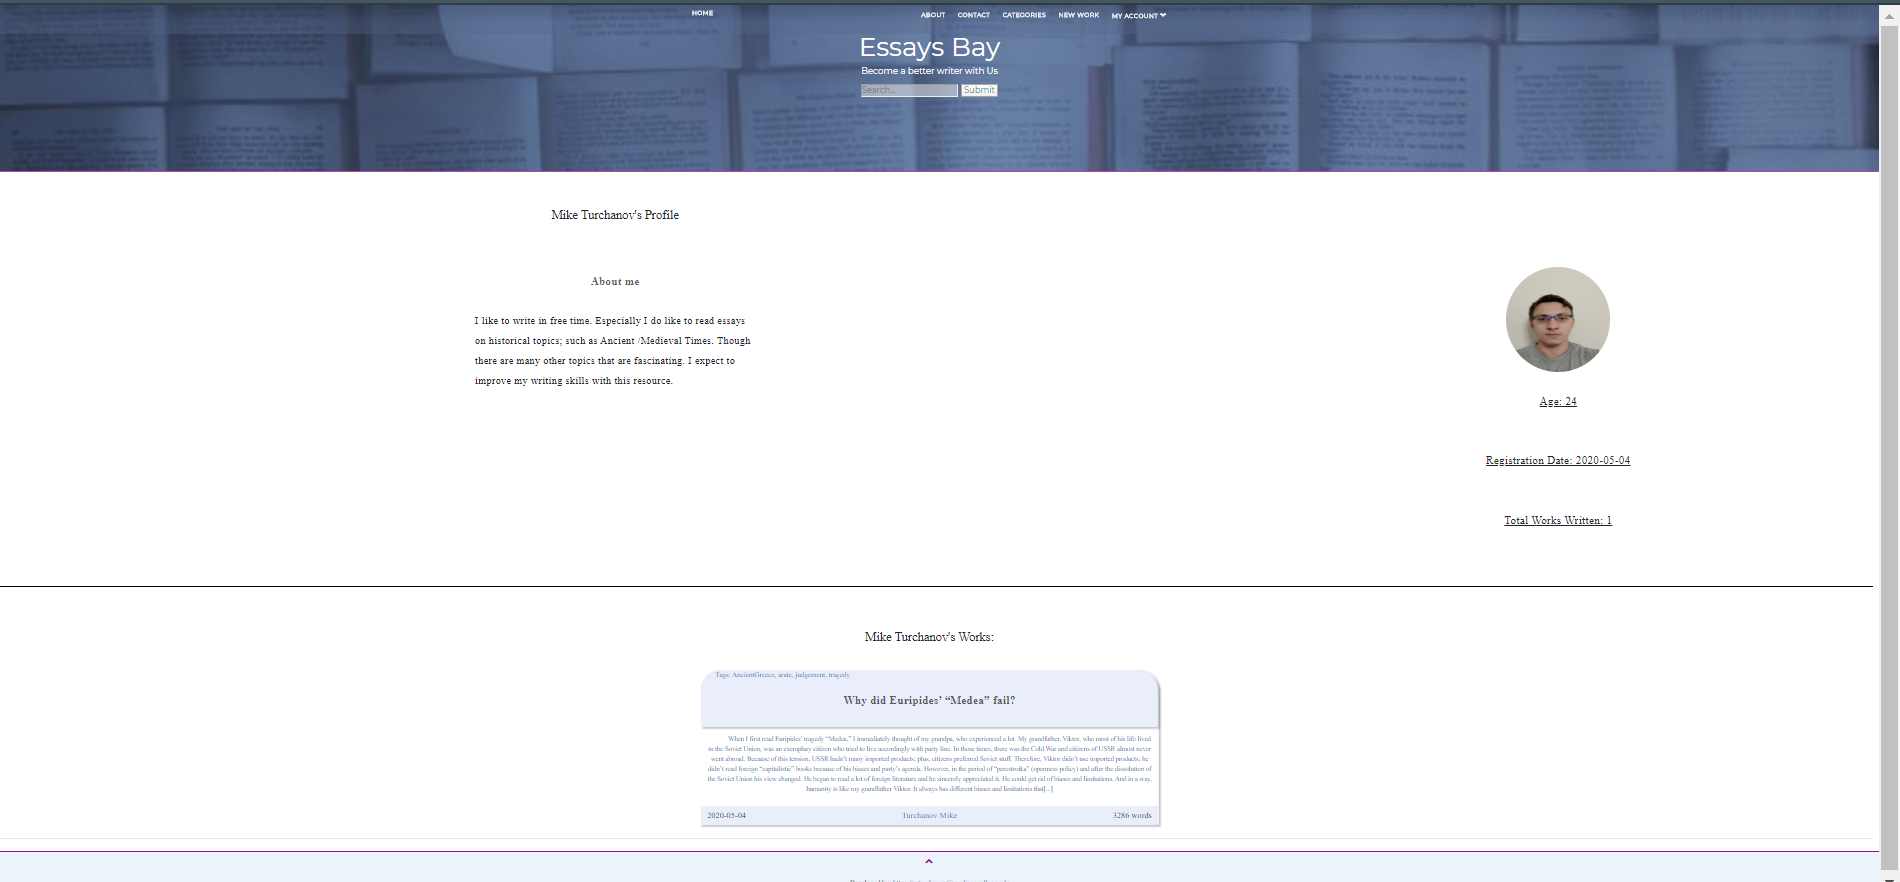 HOME
ABOUT CONTACT CATEGORIES NEW WORK MY ACCOUNT
Essays Bay
Become a better writer with Us
Search... Submit
Mike Turchanov's Profile
About me
I like to write in free time. Especially I do like to read essays
on historical topics; such as Ancient /Medieval Times. Though
there are many other topics that are fascinating. I expect to
improve my writing skills with this resource.
Age: 24
Registration Date: 2020-05-04
Total Works Written: 1
Mike Turchanov's Works:
Tags: AncientGreece, arate, judgement, tragedy
Why did Euripides’ “Medea” fail?
When I first read Euripides’ tragedy “Medea,” I immediately thought of my grandpa, who experienced a lot. My grandfather, Viktor, who most of his life lived
in the Soviet Union, was an exemplary citizen who tried to live accordingly with party line. In those times, there was the Cold War and citizens of USSR almost never
went abroad. Because of this tension, USSR hadn’t many imported products; plus, citizens preferred Soviet stuff. Therefore, Viktor didn’t use imported products; he
didn’t read foreign “capitalistic” books because of his biases and party’s agenda. However, in the period of “perestroika” (openness policy) and after the dissolution of
the Soviet Union his view changed. He began to read a lot of foreign literature and he sincerely appreciated it. He could get rid of biases and limitations. And in a way,
humanity is like my grandfather Viktor. It always has different biases and limitations that[...]
2020-05-04 Turchanov Mike 3286 words